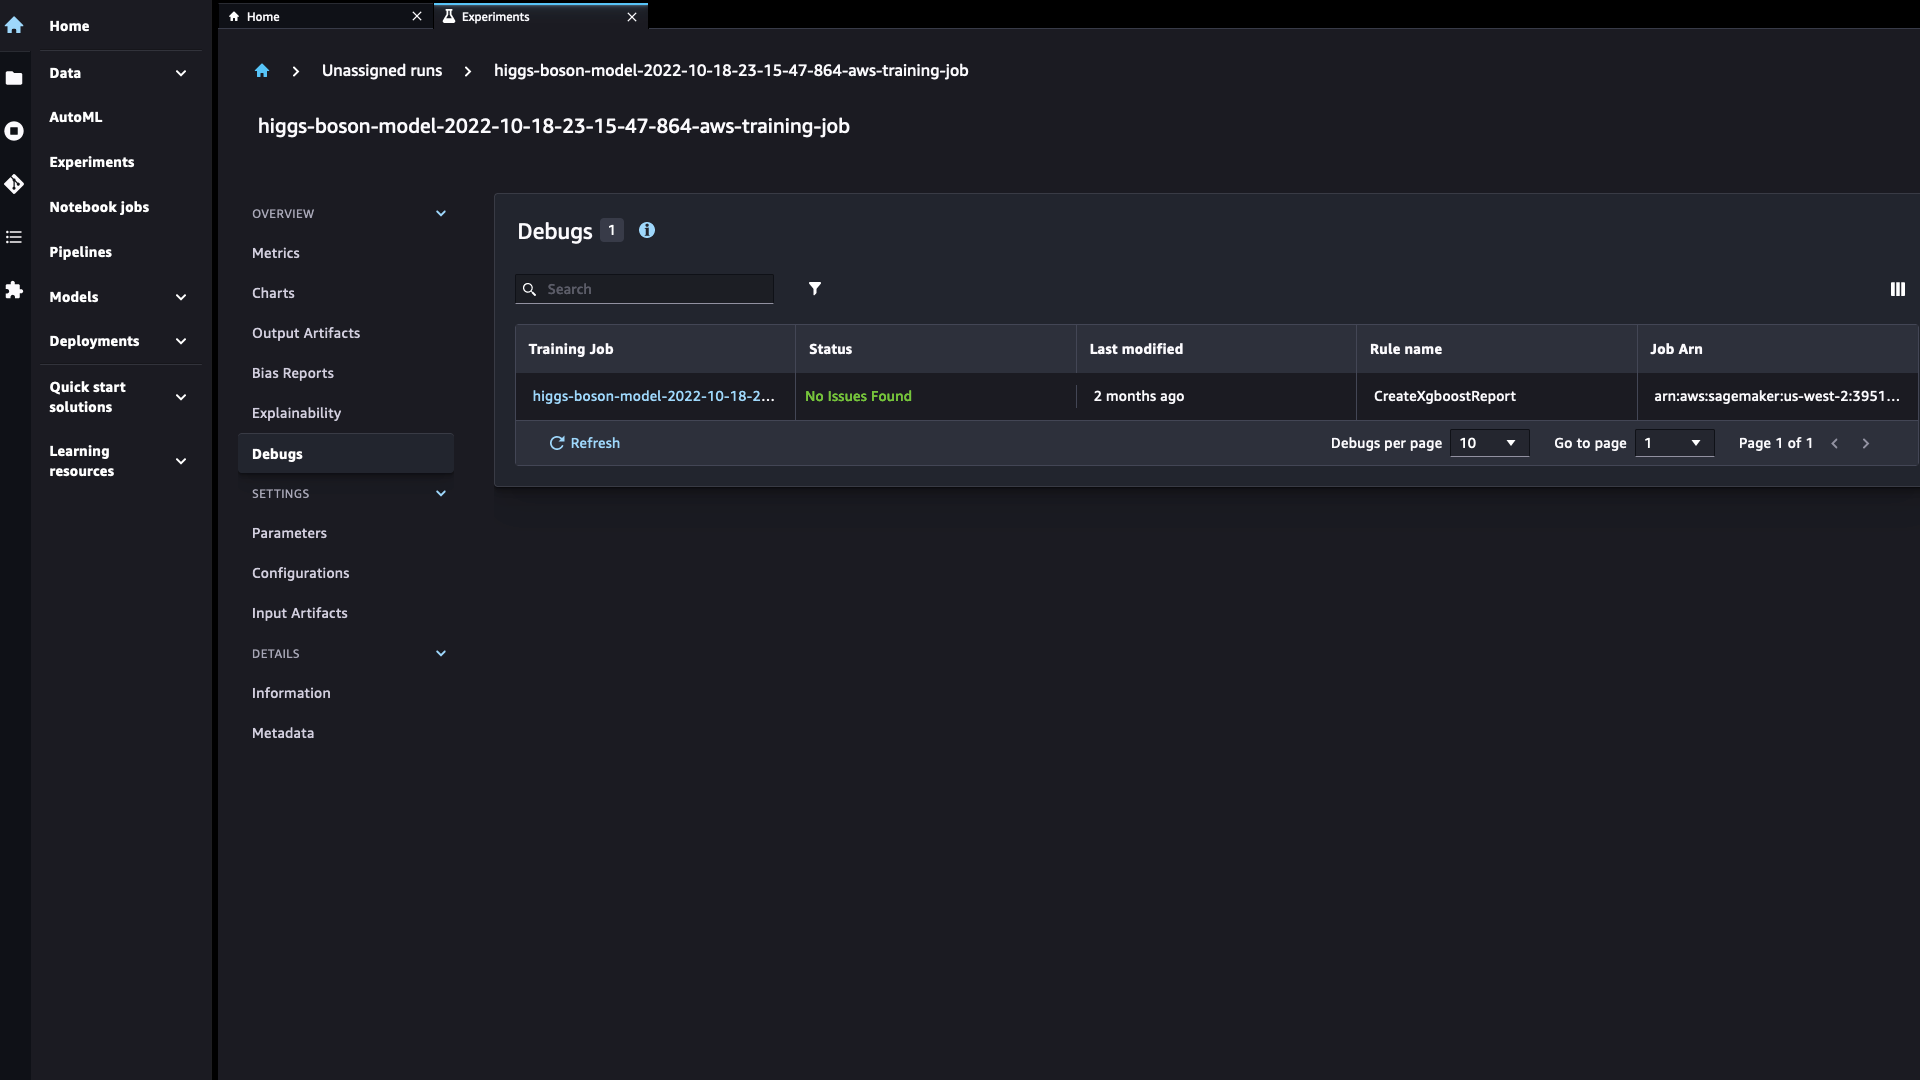 Home
Data
AutoML
Experiments
Notebook jobs
Pipelines
Models
Deployments
Quick start
solutions
Learning
resources
Home
Experiments
Unassigned runs
higgs-boson-model-2022-10-18-23-15-47-864-aws-training-job
higgs-boson-model-2022-10-18-23-15-47-864-aws-training-job
OVERVIEW
Metrics
Charts
Output Artifacts
Bias Reports
Explainability
Debugs
SETTINGS
Parameters
Configurations
Input Artifacts
DETAILS
Information
Metadata
Debugs 1
Search
Training Job Status Last modified Rule name Job Arn
higgs-boson-model-2022-10-18-2... No Issues Found 2 months ago CreateXgboostReport arn:aws:sagemaker:us-west-2:3951...
Refresh Debugs per page 10 Go to page 1 Page 1 of 1